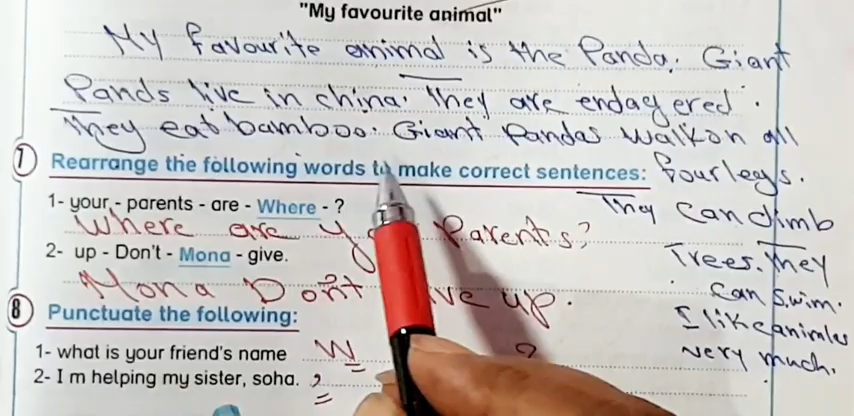 "My favourite animal"
My favourite animal is the Panda. Giant
Pands live in china. They are endagered.
They eat bamboo. Giant Pandas walk on all
four legs.
They can climb
Trees. They
can swim.
I like animles
very much.
7 Rearrange the following words to make correct sentences:
1- your - parents - are - Where - ?
Where are Parents?
2- up - Don't - Mona - give.
Mona Don't up.
8 Punctuate the following:
1- what is your friend's name W ?
2- I m helping my sister, soha. ,